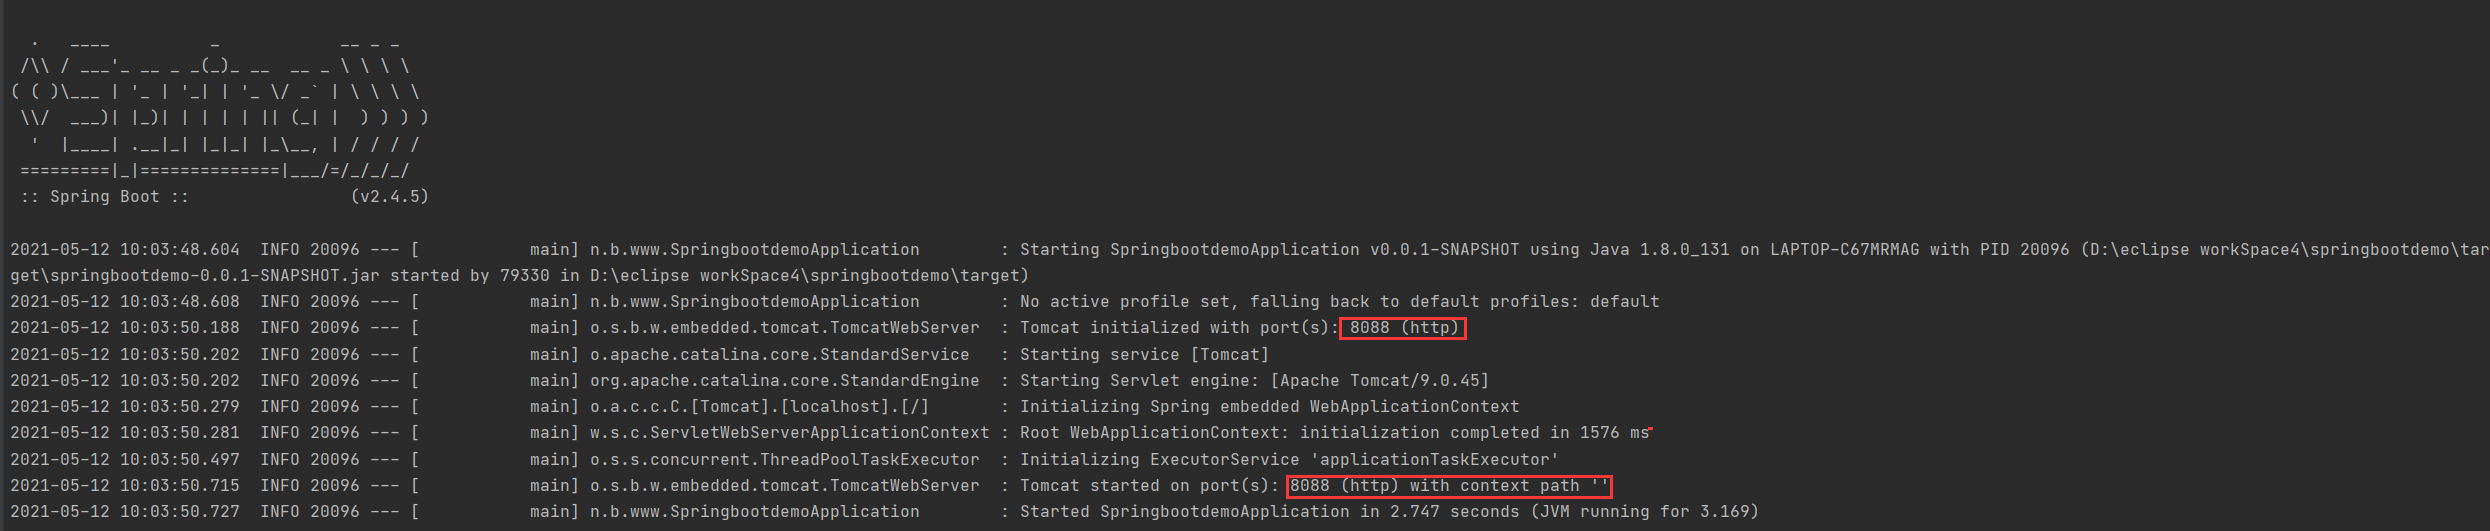 .   ____          _            __ _ _
 /\\ / ___'_ __ _ _(_)_ __  __ _ \ \ \ \
( ( )\___ | '_ | '_| | '_ \/ _` | \ \ \ \
 \\/  ___)| |_)| | | | | || (_| |  ) ) ) )
  '  |____| .__|_| |_|_| |_\__, | / / / /
 =========|_|==============|___/=/_/_/_/
 :: Spring Boot ::                (v2.4.5)
2021-05-12 10:03:48.604  INFO 20096 --- [           main] n.b.www.SpringbootdemoApplication        : Starting SpringbootdemoApplication v0.0.1-SNAPSHOT using Java 1.8.0_131 on LAPTOP-C67MRMAG with PID 20096 (D:\eclipse workSpace4\springbootdemo\tar
get\springbootdemo-0.0.1-SNAPSHOT.jar started by 79330 in D:\eclipse workSpace4\springbootdemo\target)
2021-05-12 10:03:48.608  INFO 20096 --- [           main] n.b.www.SpringbootdemoApplication        : No active profile set, falling back to default profiles: default
2021-05-12 10:03:50.188  INFO 20096 --- [           main] o.s.b.w.embedded.tomcat.TomcatWebServer  : Tomcat initialized with port(s): 8088 (http)
2021-05-12 10:03:50.202  INFO 20096 --- [           main] o.apache.catalina.core.StandardService   : Starting service [Tomcat]
2021-05-12 10:03:50.202  INFO 20096 --- [           main] org.apache.catalina.core.StandardEngine  : Starting Servlet engine: [Apache Tomcat/9.0.45]
2021-05-12 10:03:50.279  INFO 20096 --- [           main] o.a.c.c.C.[Tomcat].[localhost].[/]       : Initializing Spring embedded WebApplicationContext
2021-05-12 10:03:50.281  INFO 20096 --- [           main] w.s.c.ServletWebServerApplicationContext : Root WebApplicationContext: initialization completed in 1576 ms
2021-05-12 10:03:50.497  INFO 20096 --- [           main] o.s.s.concurrent.ThreadPoolTaskExecutor  : Initializing ExecutorService 'applicationTaskExecutor'
2021-05-12 10:03:50.715  INFO 20096 --- [           main] o.s.b.w.embedded.tomcat.TomcatWebServer  : Tomcat started on port(s): 8088 (http) with context path ''
2021-05-12 10:03:50.727  INFO 20096 --- [           main] n.b.www.SpringbootdemoApplication        : Started SpringbootdemoApplication in 2.747 seconds (JVM running for 3.169)